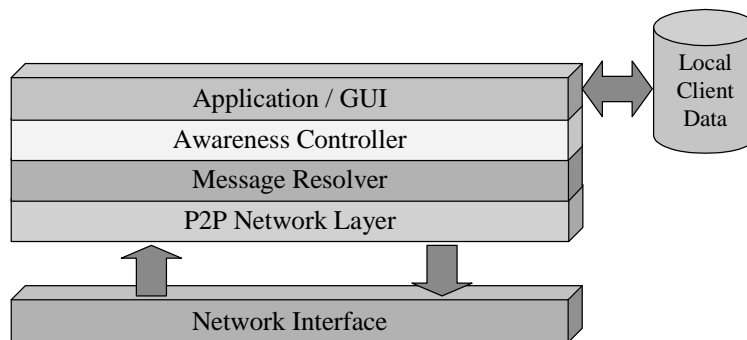 Local
Client
Data
Application / GUI
Awareness Controller
Message Resolver
P2P Network Layer
Network Interface